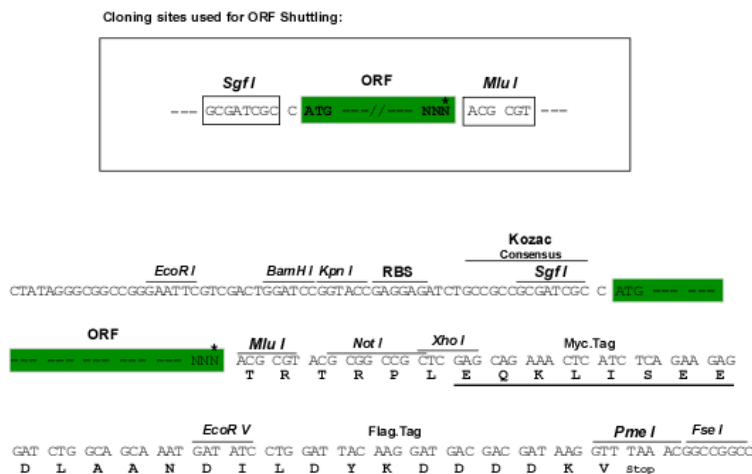 Cloning sites used for ORF Shuttling:
Sgf I ORF Mlu I
--- GCGATCGC C ATG ---//--- NNN* ACG CGT ---
Kozac
Consensus
EcoR I BamH I Kpn I RBS Sgf I
CTATAGGGCGGCCGGGAATTCGTCGACTGGATCCGGTACCGAGGAGATCTGCCGCCGCGATCGC C ATG --- ---
ORF Mlu I Not I Xho I Myc.Tag
--- --- --- --- --- --- NNN* ACG CGT ACG CGG CCG CTC GAG CAG AAA CTC ATC TCA GAA GAG
T R T R P L E Q K L I S E E
EcoR V Flag.Tag Pme I Fse I
GAT CTG GCA GCA AAT GAT ATC CTG GAT TAC AAG GAT GAC GAC GAT AAG GTT TAA ACGGCCGGCC
D L A A N D I L D Y K D D D D K V Stop